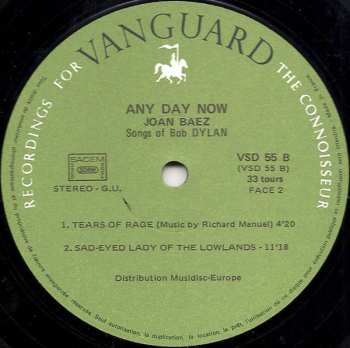 RECORDINGS FOR VANGUARD THE CONNOISSEUR
ANY DAY NOW
JOAN BAEZ
Songs of Bob DYLAN
SACEM
STEREO - G.U.
VSD 55 B
(VSD 55 B)
33 tours
FACE 2
1. TEARS OF RAGE (Music by Richard Manuel) 4'20
2. SAD-EYED LADY OF THE LOWLANDS - 11'18
Distribution Musidisc-Europe